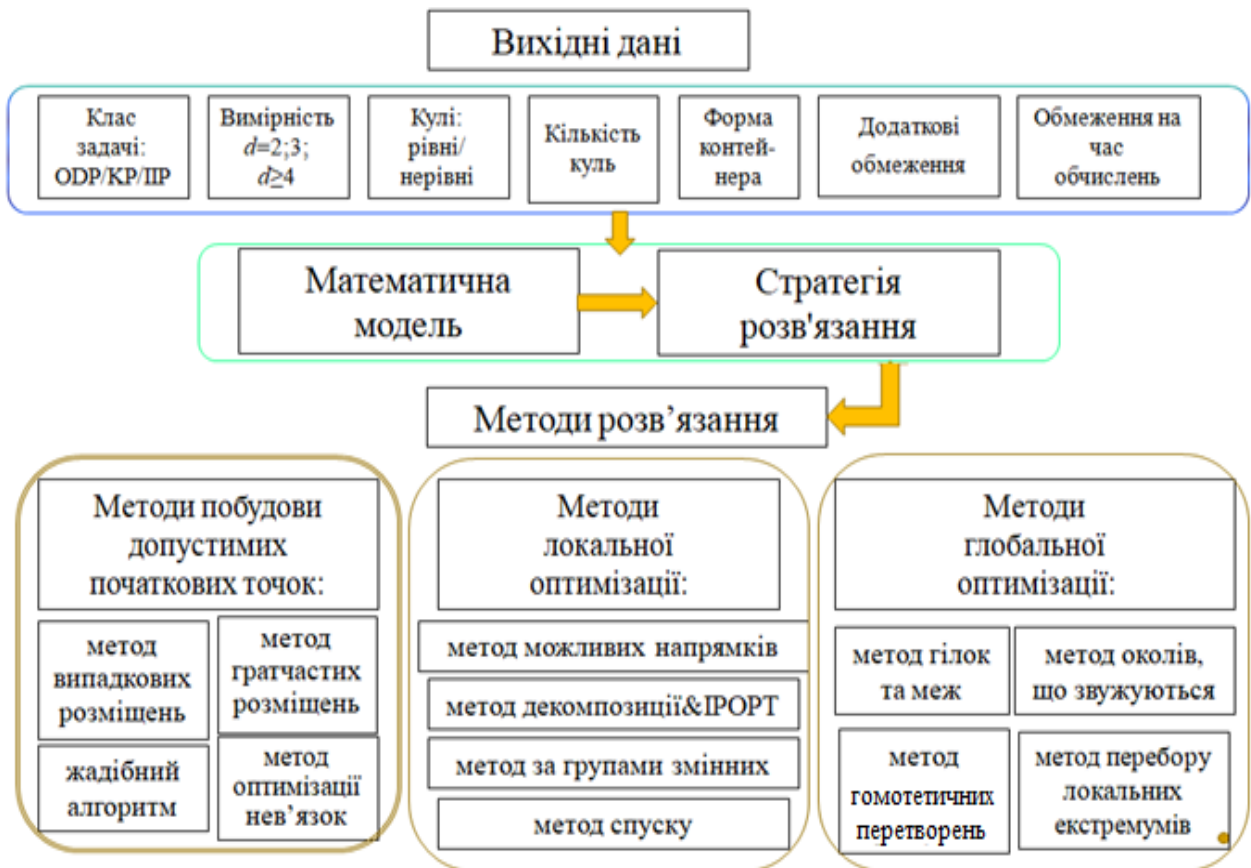 Вихідні дані
Клас
задачі:
ODP/KP/IIP
Вимірність
d=2;3;
d≥4
Кулі:
рівні/
нерівні
Кількість
куль
Форма
контей-
нера
Додаткові
обмеження
Обмеження на
час
обчислень
Математична
модель
Стратегія
розв'язання
Методи розв’язання
Методи побудови
допустимих
початкових точок:
метод
випадкових
розміщень
метод
гратчастих
розміщень
жадібний
алгоритм
метод
оптимізації
нев’язок
Методи
локальної
оптимізації:
метод можливих напрямків
метод декомпозиції&IPOPT
метод за групами змінних
метод спуску
Методи
глобальної
оптимізації:
метод гілок
та меж
метод околів,
що звужуються
метод
гомотетичних
перетворень
метод перебору
локальних
екстремумів